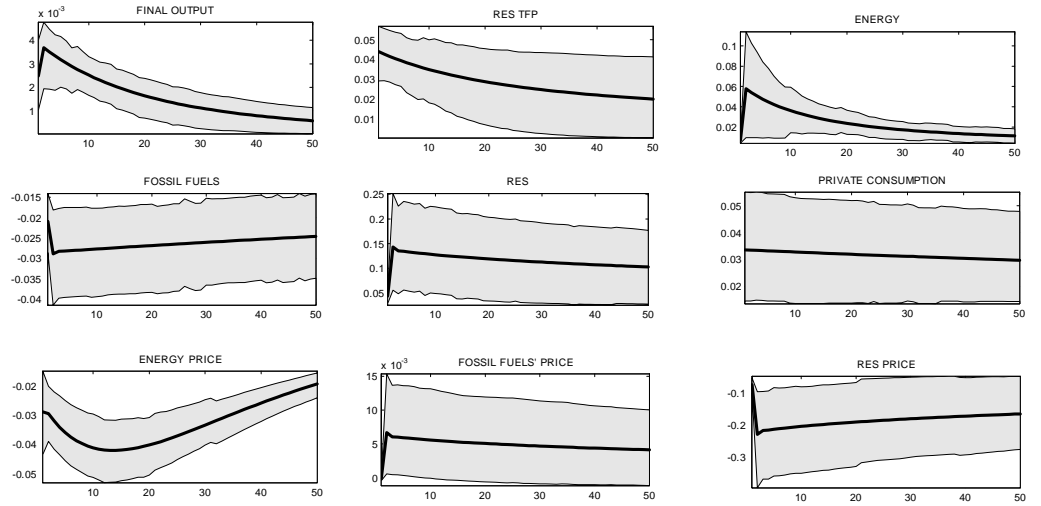 FINAL OUTPUT
x 10-3
4
3
2
1
10 20 30 40 50
RES TFP
0.05
0.04
0.03
0.02
0.01
10 20 30 40 50
ENERGY
0.1
0.08
0.06
0.04
0.02
10 20 30 40 50
FOSSIL FUELS
-0.015
-0.02
-0.025
-0.03
-0.035
-0.04
10 20 30 40 50
RES
0.25
0.2
0.15
0.1
0.05
10 20 30 40 50
PRIVATE CONSUMPTION
0.05
0.04
0.03
0.02
10 20 30 40 50
ENERGY PRICE
-0.02
-0.03
-0.04
-0.05
10 20 30 40 50
FOSSIL FUELS' PRICE
x 10-3
15
10
5
0
10 20 30 40 50
RES PRICE
-0.1
-0.2
-0.3
10 20 30 40 50